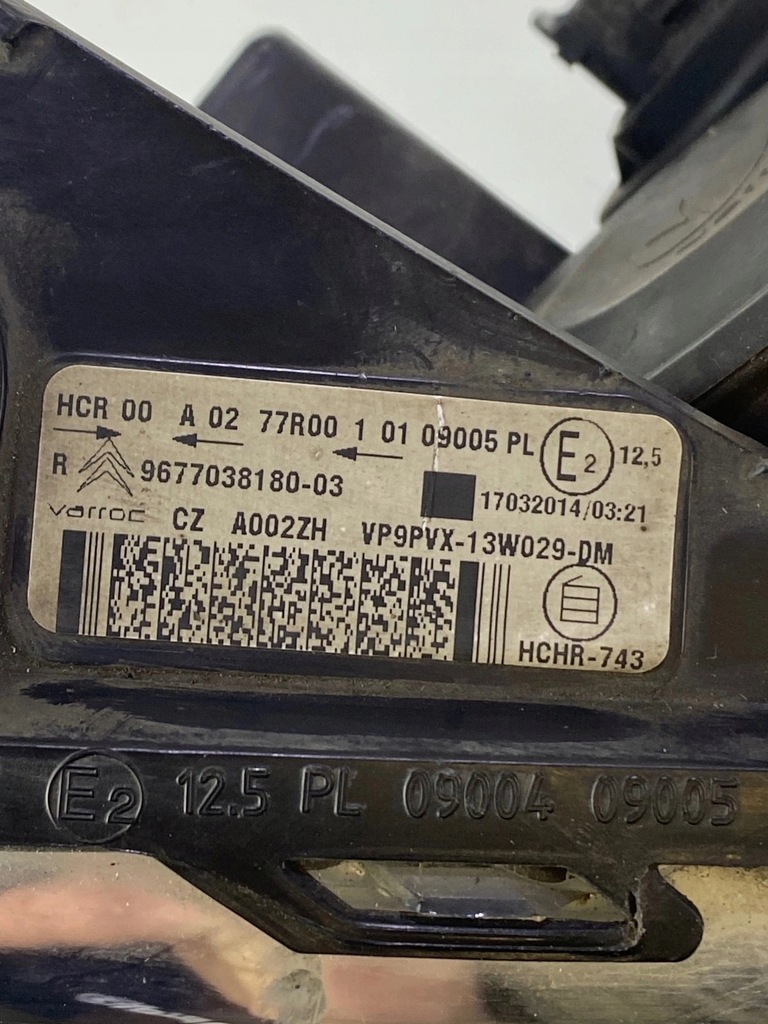 HCR 00 A 02 77R00 1 01 09005 PL E2 12,5
R 9677038180-03 17032014/03:21
varroc CZ A002ZH VP9PVX-13W029-DM
HCHR-743
E2 12.5 PL 09004 09005